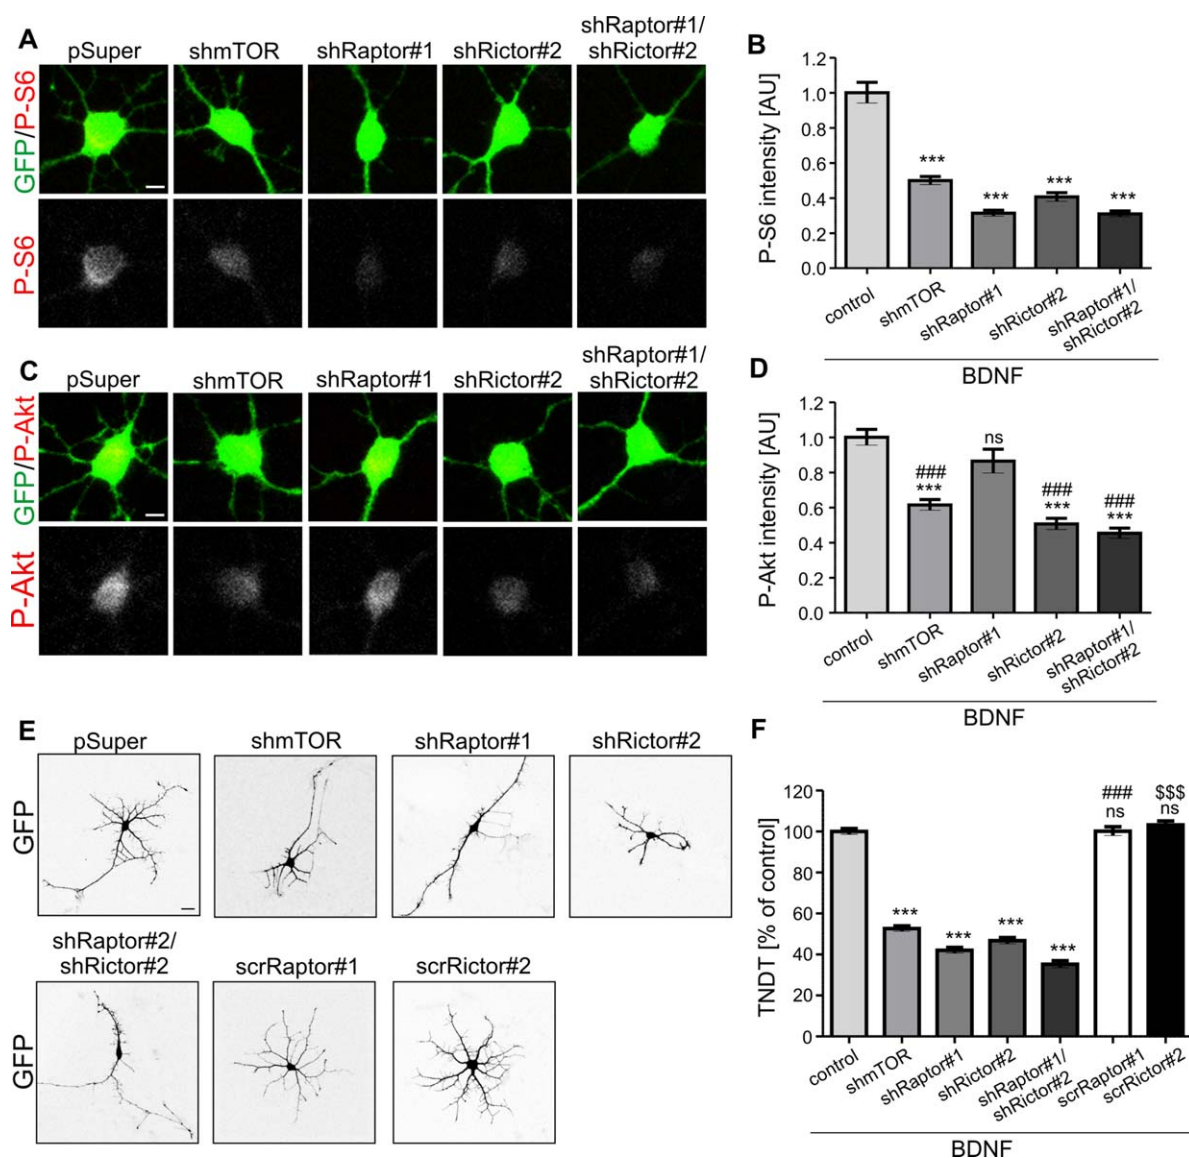 A
pSuper
shmTOR
shRaptor#1
shRictor#2
shRaptor#1/
shRictor#2
GFP/P-S6
P-S6
B
P-S6 intensity [AU]
1.2
1.0
0.8
0.6
0.4
0.2
0.0
***
***
***
***
control
shmTOR
shRaptor#1
shRictor#2
shRaptor#1/
shRictor#2
BDNF
C
pSuper
shmTOR
shRaptor#1
shRictor#2
shRaptor#1/
shRictor#2
GFP/P-Akt
P-Akt
D
P-Akt intensity [AU]
1.2
1.0
0.8
0.6
0.4
0.2
0.0
###
***
ns
###
***
###
***
control
shmTOR
shRaptor#1
shRictor#2
shRaptor#1/
shRictor#2
BDNF
E
pSuper
shmTOR
shRaptor#1
shRictor#2
GFP
shRaptor#2/
shRictor#2
scrRaptor#1
scrRictor#2
GFP
F
TNDT [% of control]
120
100
80
60
40
20
0
***
***
***
***
###
ns
$$$
ns
control
shmTOR
shRaptor#1
shRictor#2
shRaptor#1/
shRictor#2
scrRaptor#1
scrRictor#2
BDNF